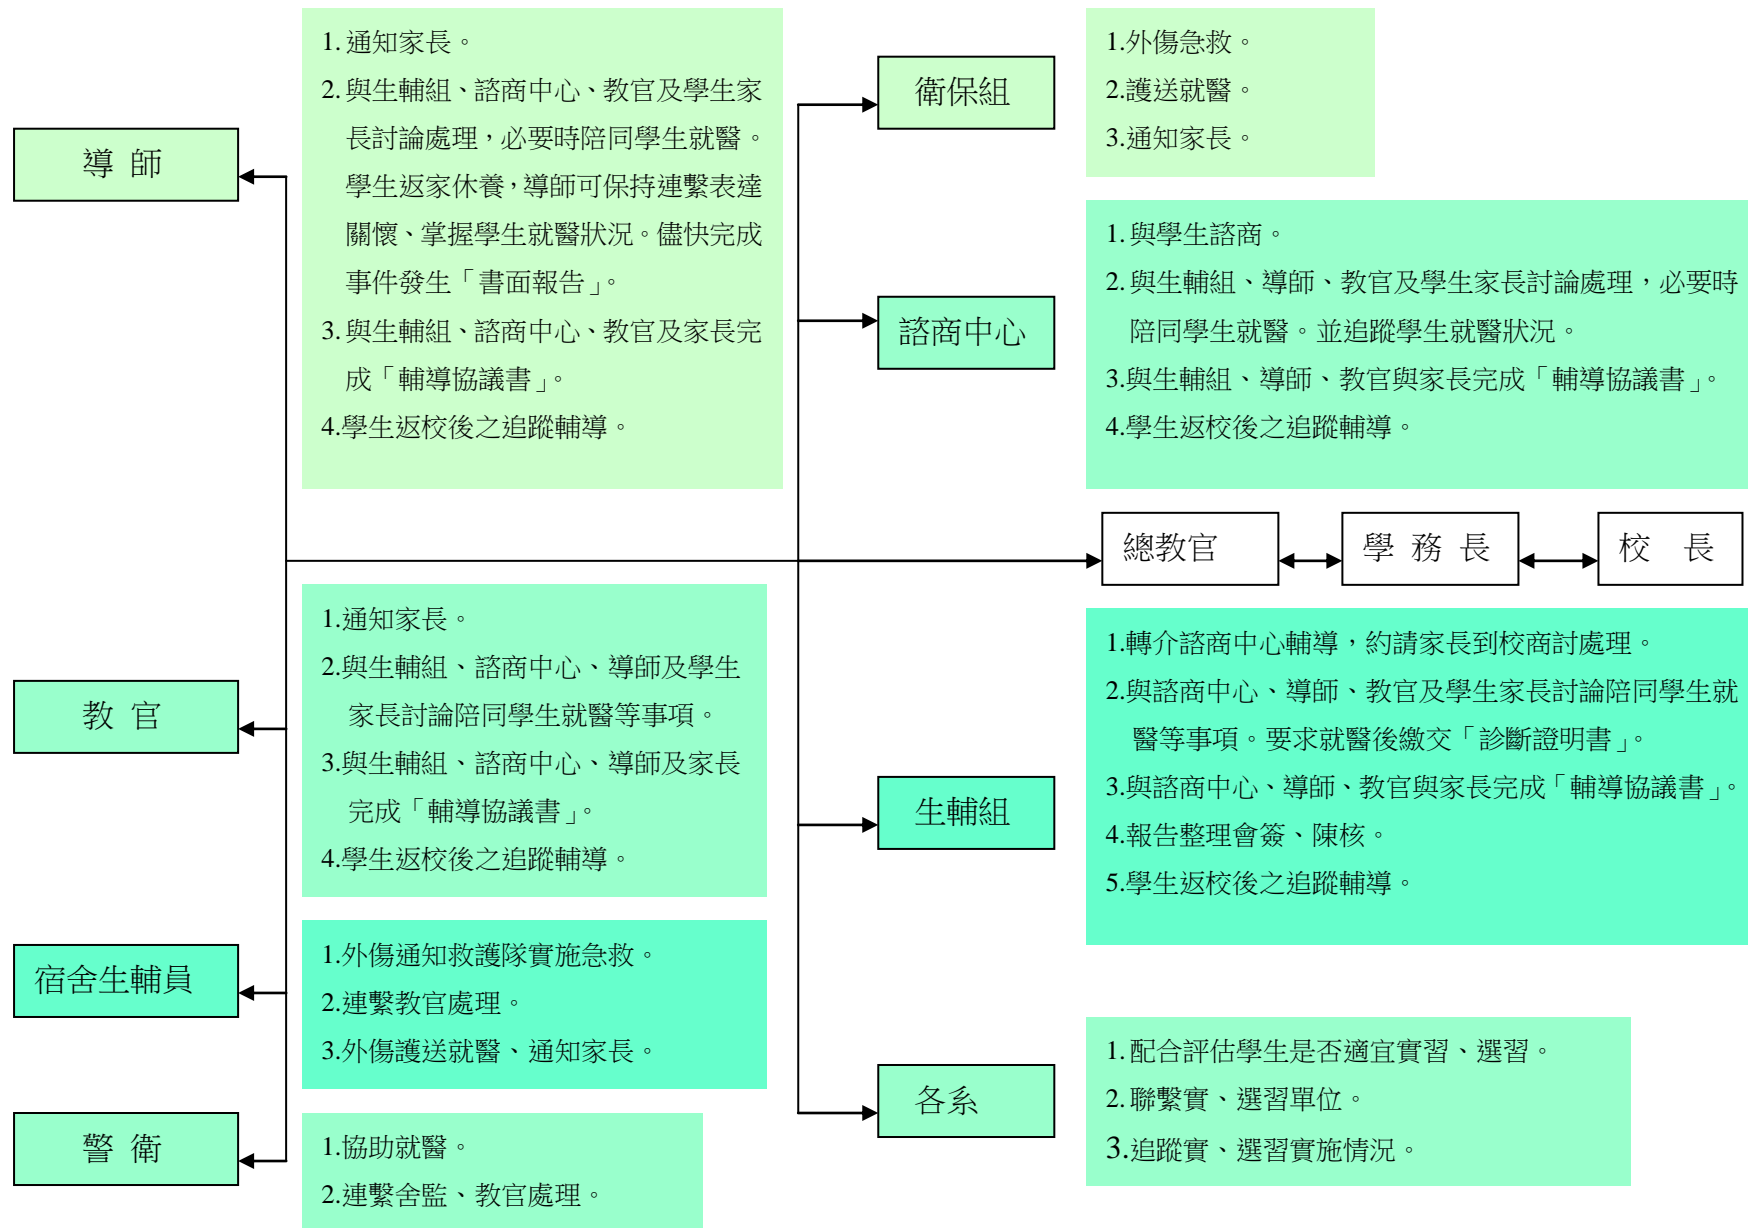 導 師
1.通知家長。
2.與生輔組、諮商中心、教官及學生家
長討論處理，必要時陪同學生就醫。
學生返家休養，導師可保持連繫表達
關懷、掌握學生就醫狀況。儘快完成
事件發生「書面報告」。
3.與生輔組、諮商中心、教官及家長完
成「輔導協議書」。
4.學生返校後之追蹤輔導。
衛保組
1.外傷急救。
2.護送就醫。
3.通知家長。
諮商中心
1.與學生諮商。
2.與生輔組、導師、教官及學生家長討論處理，必要時
陪同學生就醫。並追蹤學生就醫狀況。
3.與生輔組、導師、教官與家長完成「輔導協議書」。
4.學生返校後之追蹤輔導。
總教官
學 務 長
校 長
教 官
1.通知家長。
2.與生輔組、諮商中心、導師及學生
家長討論陪同學生就醫等事項。
3.與生輔組、諮商中心、導師及家長
完成「輔導協議書」。
4.學生返校後之追蹤輔導。
生輔組
1.轉介諮商中心輔導，約請家長到校商討處理。
2.與諮商中心、導師、教官及學生家長討論陪同學生就
醫等事項。要求就醫後繳交「診斷證明書」。
3.與諮商中心、導師、教官與家長完成「輔導協議書」。
4.報告整理會簽、陳核。
5.學生返校後之追蹤輔導。
宿舍生輔員
1.外傷通知救護隊實施急救。
2.連繫教官處理。
3.外傷護送就醫、通知家長。
各系
1.配合評估學生是否適宜實習、選習。
2.聯繫實、選習單位。
3.追蹤實、選習實施情況。
警 衛
1.協助就醫。
2.連繫舍監、教官處理。